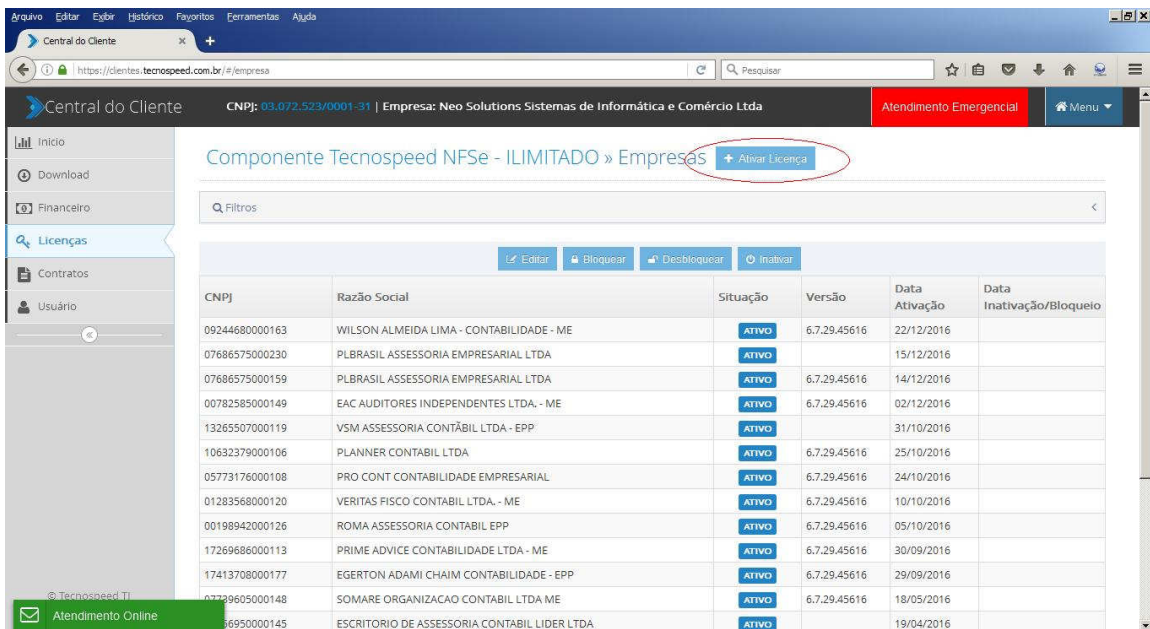 Arquivo Editar Exibir Histórico Favoritos Ferramentas Ajuda
Central do Cliente × +
https://clientes.tecnospeed.com.br/#/empresa Pesquisar
Central do Cliente CNPJ: 03.072.523/0001-31 | Empresa: Neo Solutions Sistemas de Informática e Comércio Ltda Atendimento Emergencial Menu
Inicio
Download
Financeiro
Licenças
Contratos
Usuário
Componente Tecnospeed NFSe - ILIMITADO » Empresas + Ativar Licença
Filtros
Editar Bloquear Desbloquear Inativar
CNPJ Razão Social Situação Versão Data Ativação Data Inativação/Bloqueio
09244680000163 WILSON ALMEIDA LIMA - CONTABILIDADE - ME ATIVO 6.7.29.45616 22/12/2016
07686575000230 PLBRASIL ASSESSORIA EMPRESARIAL LTDA ATIVO 15/12/2016
07686575000159 PLBRASIL ASSESSORIA EMPRESARIAL LTDA ATIVO 6.7.29.45616 14/12/2016
00782585000149 EAC AUDITORES INDEPENDENTES LTDA. - ME ATIVO 6.7.29.45616 02/12/2016
13265507000119 VSM ASSESSORIA CONTÃBIL LTDA - EPP ATIVO 31/10/2016
10632379000106 PLANNER CONTABIL LTDA ATIVO 6.7.29.45616 25/10/2016
05773176000108 PRO CONT CONTABILIDADE EMPRESARIAL ATIVO 6.7.29.45616 24/10/2016
01283568000120 VERITAS FISCO CONTABIL LTDA. - ME ATIVO 6.7.29.45616 10/10/2016
00198942000126 ROMA ASSESSORIA CONTABIL EPP ATIVO 6.7.29.45616 05/10/2016
17269686000113 PRIME ADVICE CONTABILIDADE LTDA - ME ATIVO 6.7.29.45616 30/09/2016
17413708000177 EGERTON ADAMI CHAIM CONTABILIDADE - EPP ATIVO 6.7.29.45616 29/09/2016
07739605000148 SOMARE ORGANIZACAO CONTABIL LTDA ME ATIVO 6.7.29.45616 18/05/2016
56950000145 ESCRITORIO DE ASSESSORIA CONTABIL LIDER LTDA ATIVO 19/04/2016
© Tecnospeed TI
Atendimento Online